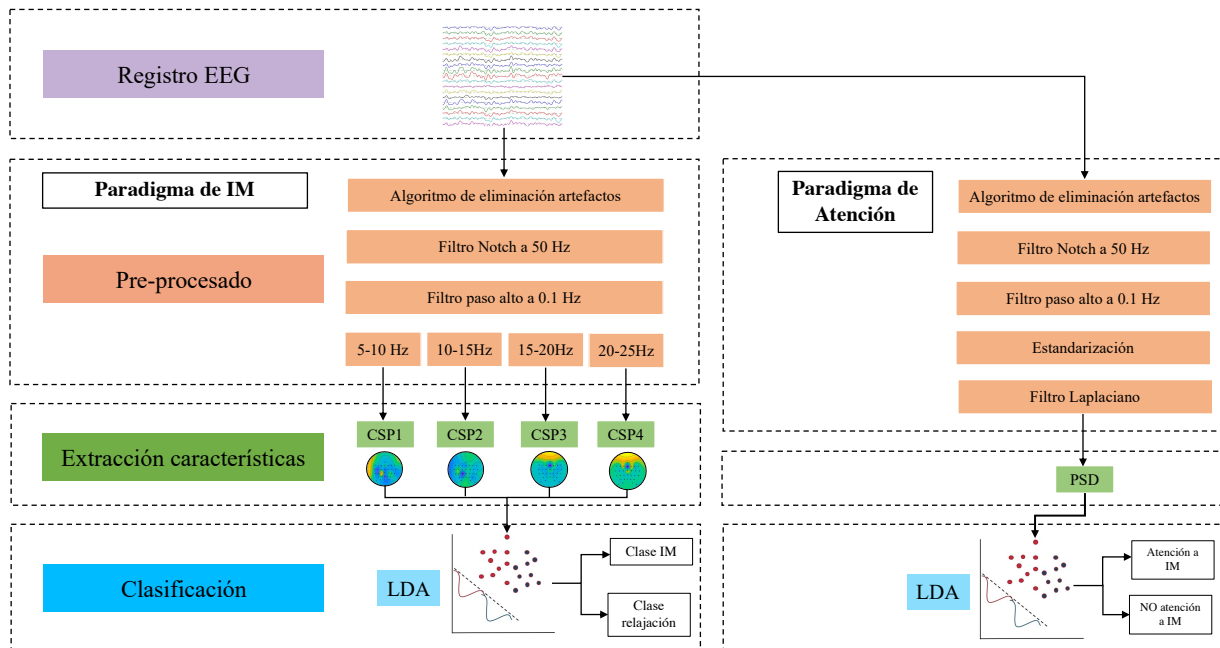 Registro EEG
Paradigma de IM
Pre-procesado
Algoritmo de eliminación artefactos
Filtro Notch a 50 Hz
Filtro paso alto a 0.1 Hz
5-10 Hz
10-15Hz
15-20Hz
20-25Hz
Paradigma de
Atención
Algoritmo de eliminación artefactos
Filtro Notch a 50 Hz
Filtro paso alto a 0.1 Hz
Estandarización
Filtro Laplaciano
Extracción características
CSP1
CSP2
CSP3
CSP4
PSD
Clasificación
LDA
Clase IM
Clase
relajación
LDA
Atención a
IM
NO atención
a IM